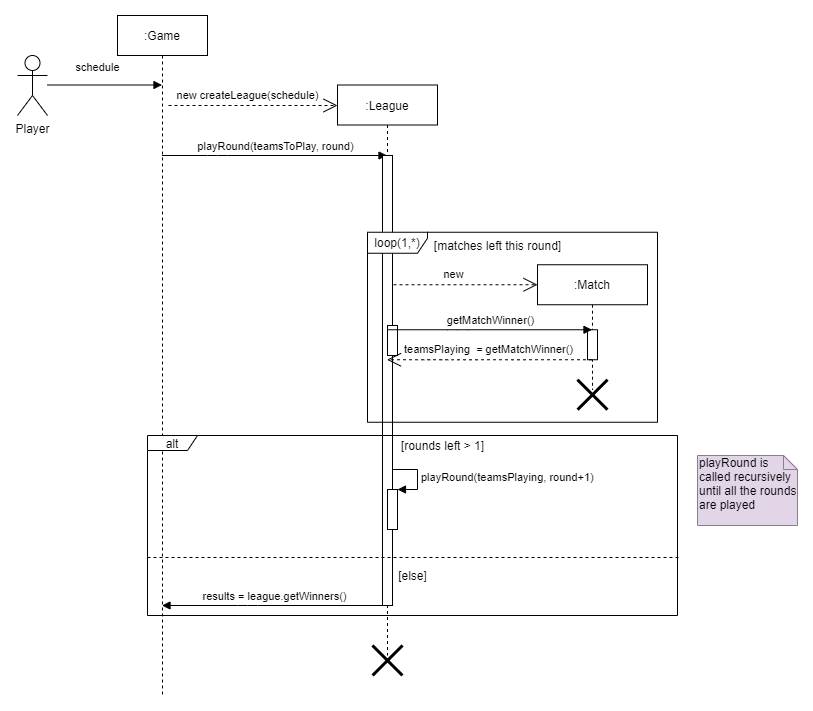 :Game
schedule
Player
new createLeague(schedule)
:League
playRound(teamsToPlay, round)
loop(1,*)
[matches left this round]
new
:Match
getMatchWinner()
teamsPlaying = getMatchWinner()
alt
[rounds left > 1]
playRound(teamsPlaying, round+1)
playRound is
called recursively
until all the rounds
are played
[else]
results = league.getWinners()